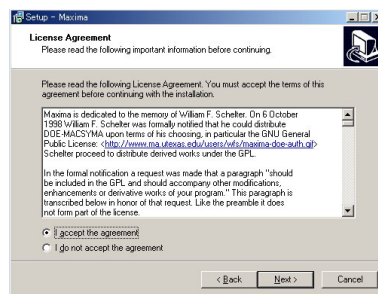 Setup - Maxima
License Agreement
Please read the following important information before continuing.
Please read the following License Agreement. You must accept the terms of this
agreement before continuing with the installation.
Maxima is dedicated to the memory of William F. Schelter. On 6 October
1998 William F. Schelter was formally notified that he could distribute
DOE-MACSYMA upon terms of his choosing, in particular the GNU General
Public License: <http://www.ma.utexas.edu/users/wfs/maxima-doe-auth.gif>
Schelter proceed to distribute derived works under the GPL.
In the formal notification a request was made that a paragraph "should
be included in the GPL and should accompany other modifications,
enhancements or derivative works of your program." This paragraph is
transcribed below in honor of that request. Like the preamble it does
not form part of the license.
I accept the agreement
I do not accept the agreement
< Back
Next >
Cancel